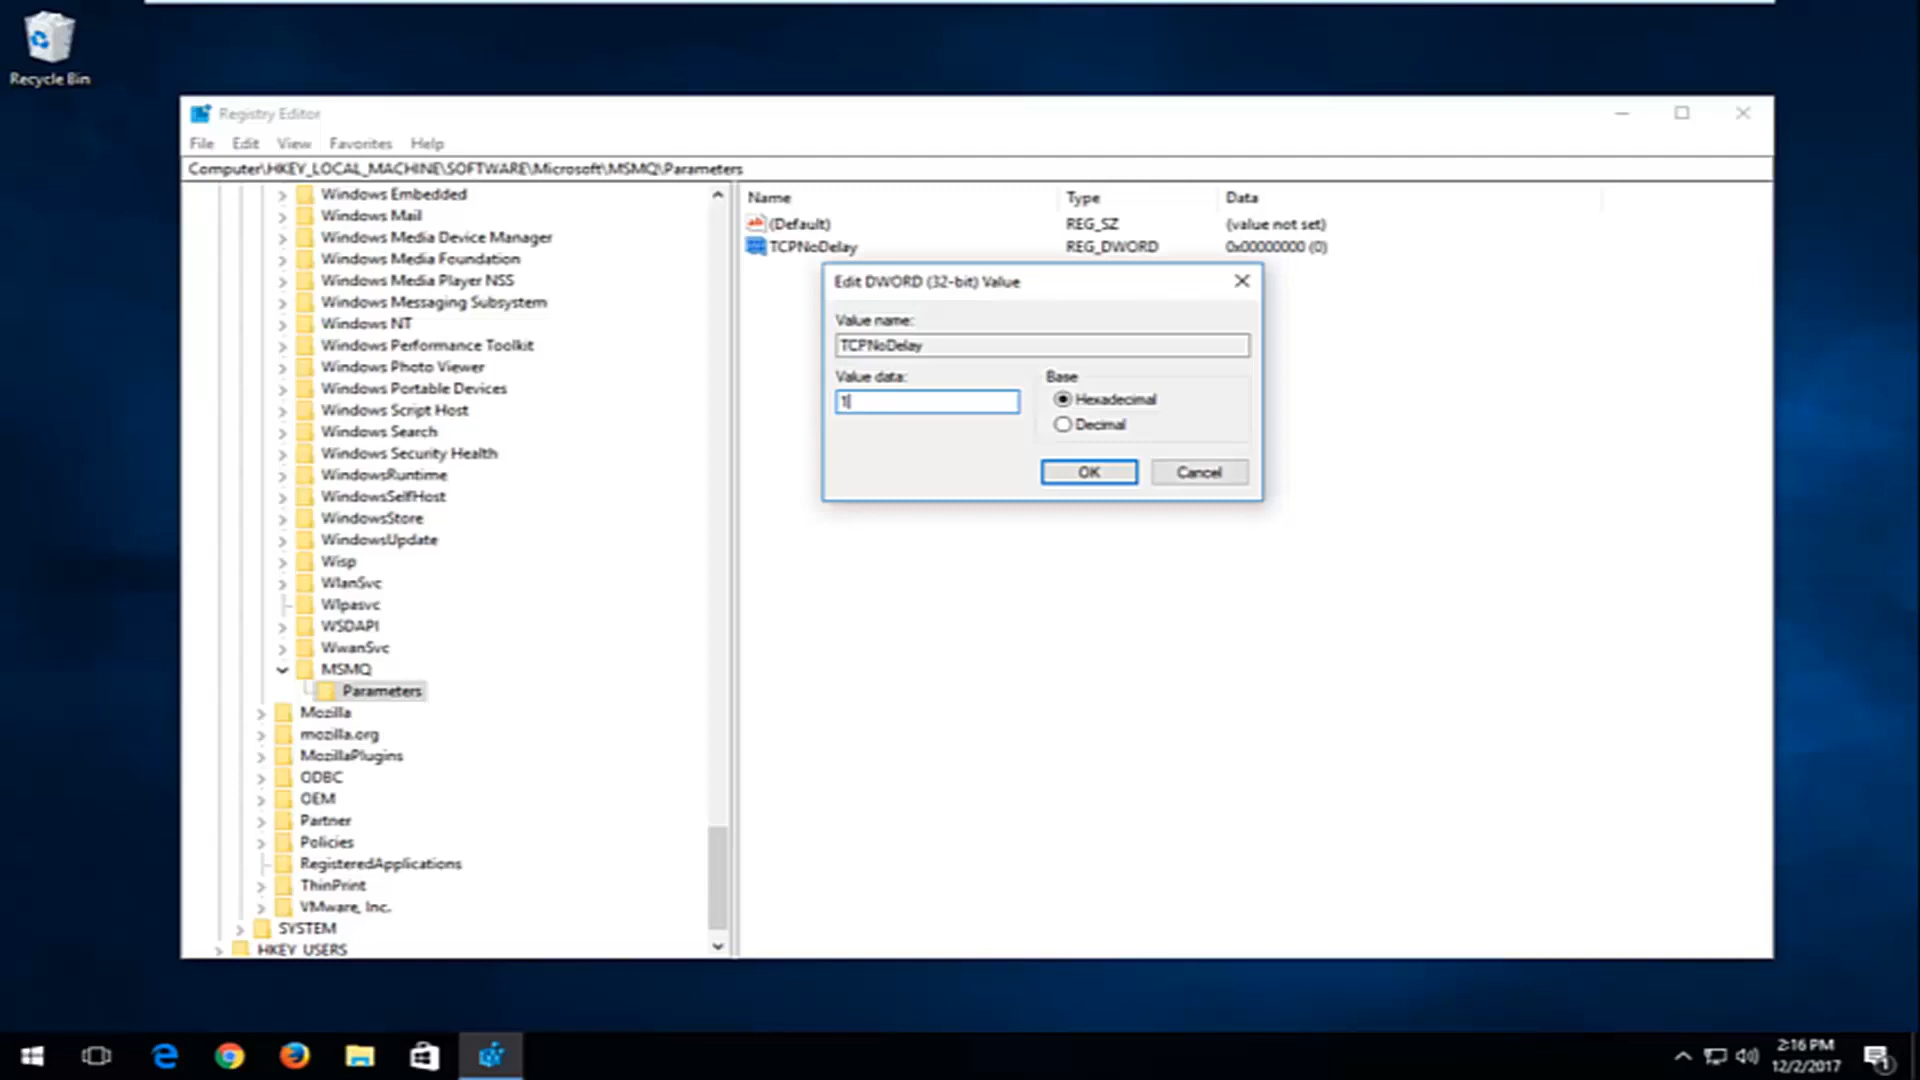 Recycle Bin
Registry Editor
File Edit View Favorites Help
Computer\HKEY_LOCAL_MACHINE\SOFTWARE\Microsoft\MSMQ\Parameters
Windows Embedded
Windows Mail
Windows Media Device Manager
Windows Media Foundation
Windows Media Player NSS
Windows Messaging Subsystem
Windows NT
Windows Performance Toolkit
Windows Photo Viewer
Windows Portable Devices
Windows Script Host
Windows Search
Windows Security Health
WindowsRuntime
WindowsSelfHost
WindowsStore
WindowsUpdate
Wisp
WlanSvc
Wlpasvc
WSDAPI
WwanSvc
MSMQ
Parameters
Mozilla
mozilla.org
MozillaPlugins
ODBC
OEM
Partner
Policies
RegisteredApplications
ThinPrint
VMware, Inc.
SYSTEM
HKEY_USERS
Name Type Data
(Default) REG_SZ (value not set)
TCPNoDelay REG_DWORD 0x00000000 (0)
Edit DWORD (32-bit) Value
Value name:
TCPNoDelay
Value data:
1
Base
Hexadecimal
Decimal
OK Cancel
2:16 PM
12/2/2017
1